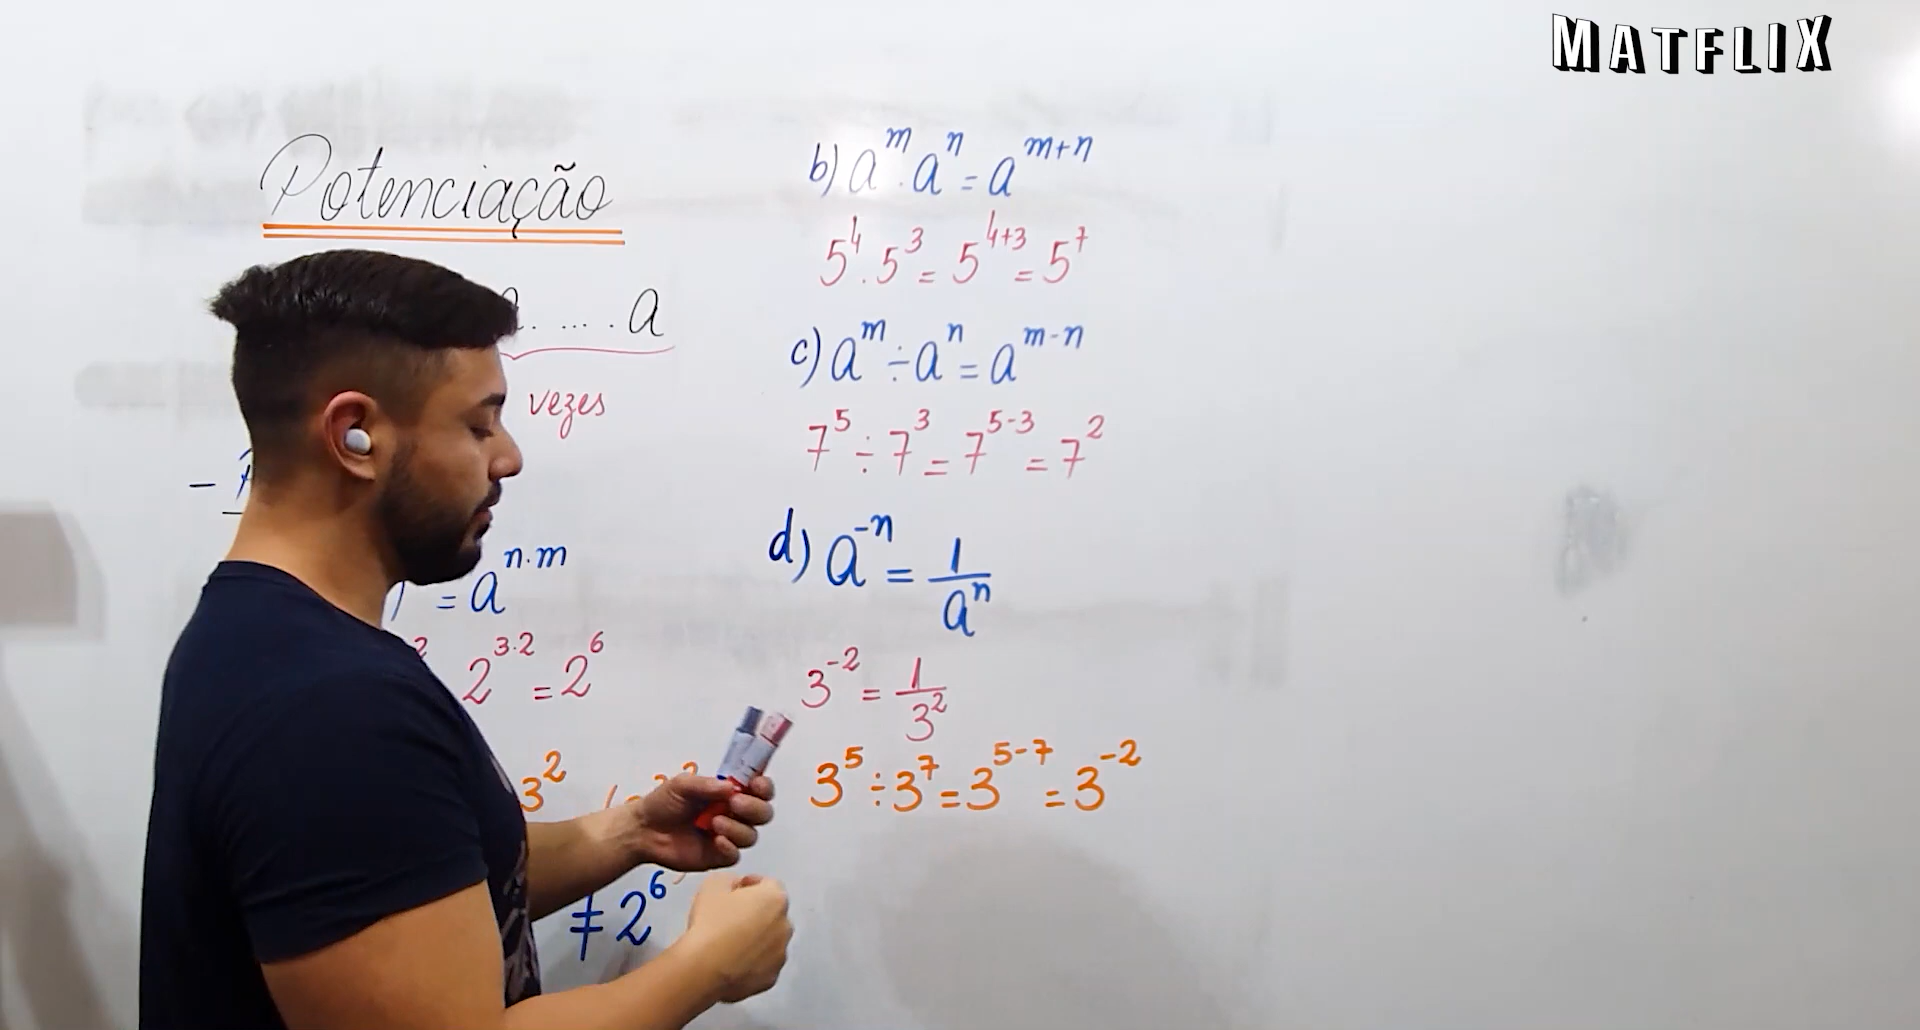 MATFLIX
Potenciação
. .... . a
vezes
-
= a^{n·m}
2^{3·2} = 2^6
3^2
≠ 2^6
b) a^m . a^n = a^{m+n}
5^4 . 5^3 = 5^{4+3} = 5^7
c) a^m ÷ a^n = a^{m-n}
7^5 ÷ 7^3 = 7^{5-3} = 7^2
d) a^{-n} = 1/a^n
3^{-2} = 1/3^2
3^5 ÷ 3^7 = 3^{5-7} = 3^{-2}